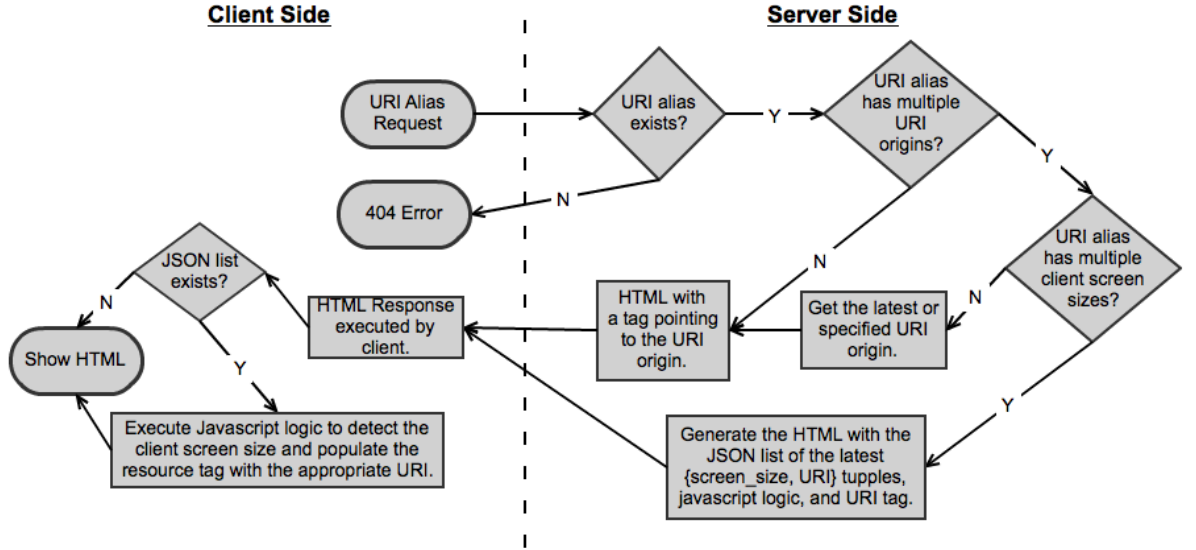 Client Side
Server Side
URI Alias
Request
URI alias
exists?
Y
URI alias
has multiple
URI
origins?
Y
N
404 Error
N
URI alias
has multiple
client screen
sizes?
N
Y
Get the latest or
specified URI
origin.
HTML with
a tag pointing
to the URI
origin.
HTML Response
executed by
client.
JSON list
exists?
N
Y
Show HTML
Execute Javascript logic to detect the
client screen size and populate the
resource tag with the appropriate URI.
Generate the HTML with the
JSON list of the latest
{screen_size, URI} tupples,
javascript logic, and URI tag.